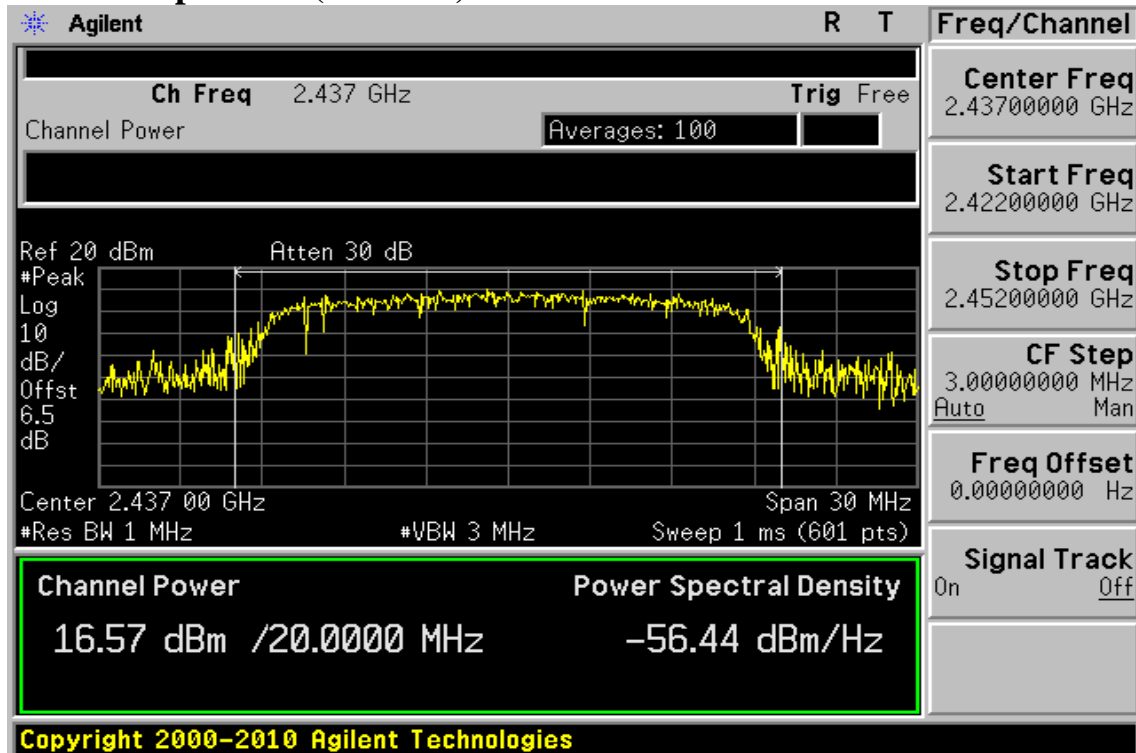 Agilent
R T
Freq/Channel
Ch Freq 2.437 GHz
Trig Free
Channel Power
Averages: 100
Ref 20 dBm
Atten 30 dB
#Peak
Log
10
dB/
Offst
6.5
dB
Center 2.437 00 GHz
Span 30 MHz
#Res BW 1 MHz
#VBW 3 MHz
Sweep 1 ms (601 pts)
Channel Power
Power Spectral Density
16.57 dBm /20.0000 MHz
-56.44 dBm/Hz
Center Freq
2.43700000 GHz
Start Freq
2.42200000 GHz
Stop Freq
2.45200000 GHz
CF Step
3.00000000 MHz
Auto Man
Freq Offset
0.00000000 Hz
Signal Track
On Off
Copyright 2000-2010 Agilent Technologies